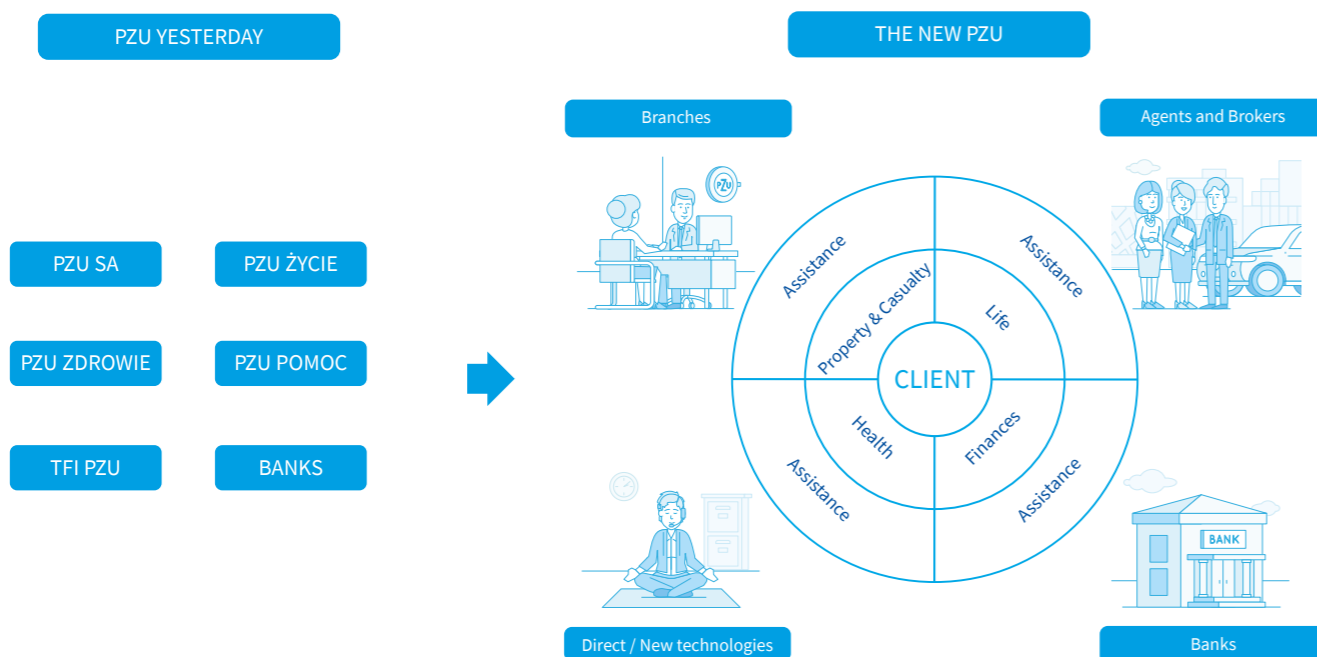 PZU YESTERDAY
THE NEW PZU
PZU SA
PZU ŻYCIE
PZU ZDROWIE
PZU POMOC
TFI PZU
BANKS
Branches
Agents and Brokers
PZU
Assistance
Assistance
Property & Casualty
Life
CLIENT
Health
Finances
Assistance
Assistance
BANK
Direct / New technologies
Banks